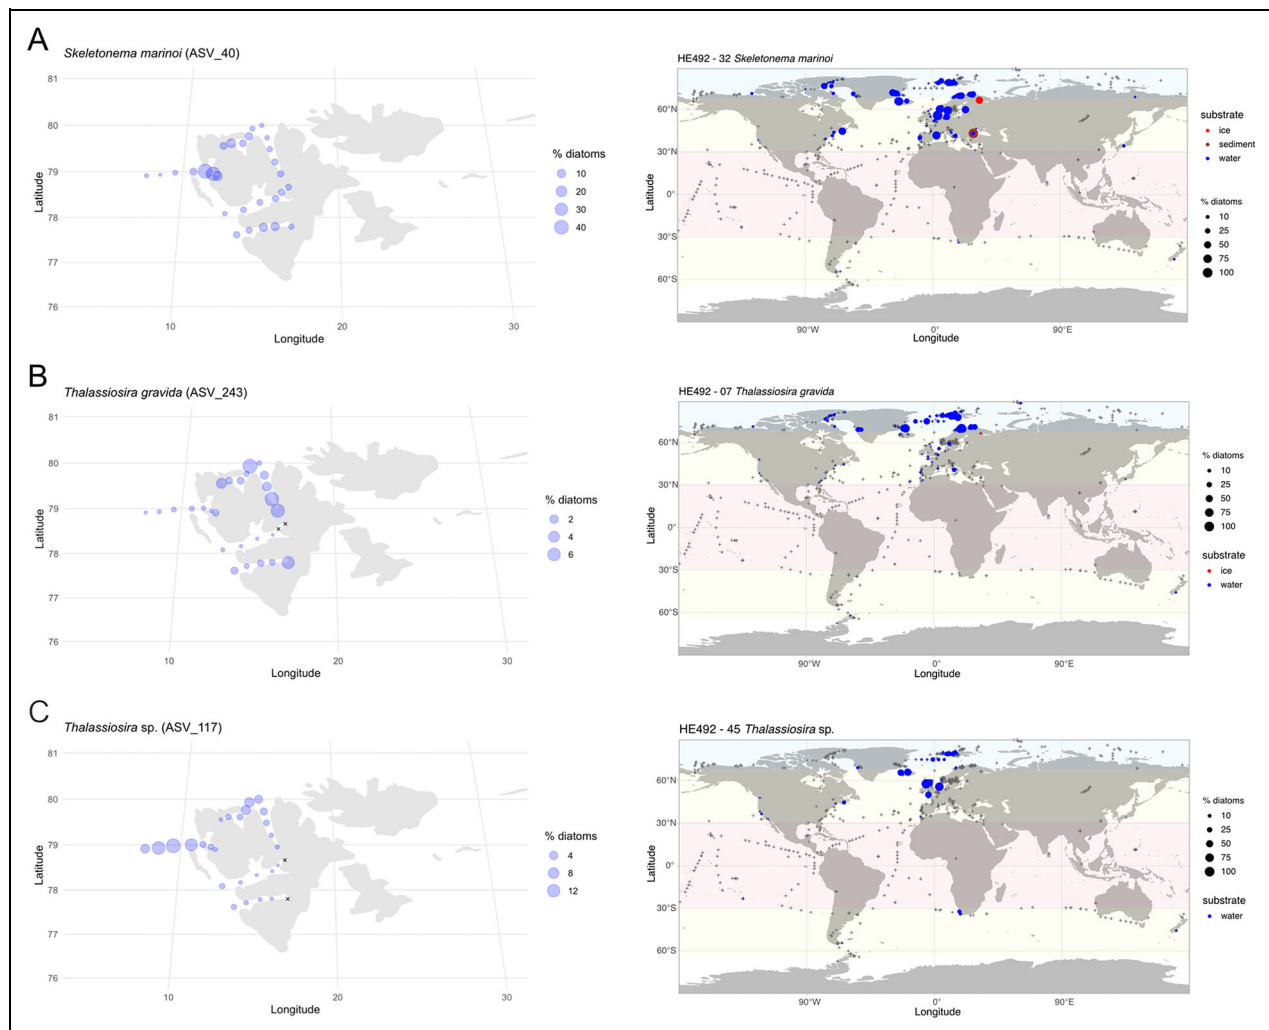 A
Skeletonema marinoi (ASV_40)
81
80
79
78
77
76
Latitude
10
20
30
Longitude
% diatoms
10
20
30
40
HE492 - 32 Skeletonema marinoi
60°N
30°N
0°
30°S
60°S
Latitude
90°W
0°
90°E
Longitude
substrate
ice
sediment
water
% diatoms
10
25
50
75
100
B
Thalassiosira gravida (ASV_243)
81
80
79
78
77
76
Latitude
10
20
30
Longitude
% diatoms
2
4
6
HE492 - 07 Thalassiosira gravida
60°N
30°N
0°
30°S
60°S
Latitude
90°W
0°
90°E
Longitude
% diatoms
10
25
50
75
100
substrate
ice
water
C
Thalassiosira sp. (ASV_117)
81
80
79
78
77
76
Latitude
10
20
30
Longitude
% diatoms
4
8
12
HE492 - 45 Thalassiosira sp.
60°N
30°N
0°
30°S
60°S
Latitude
90°W
0°
90°E
Longitude
% diatoms
10
25
50
75
100
substrate
water